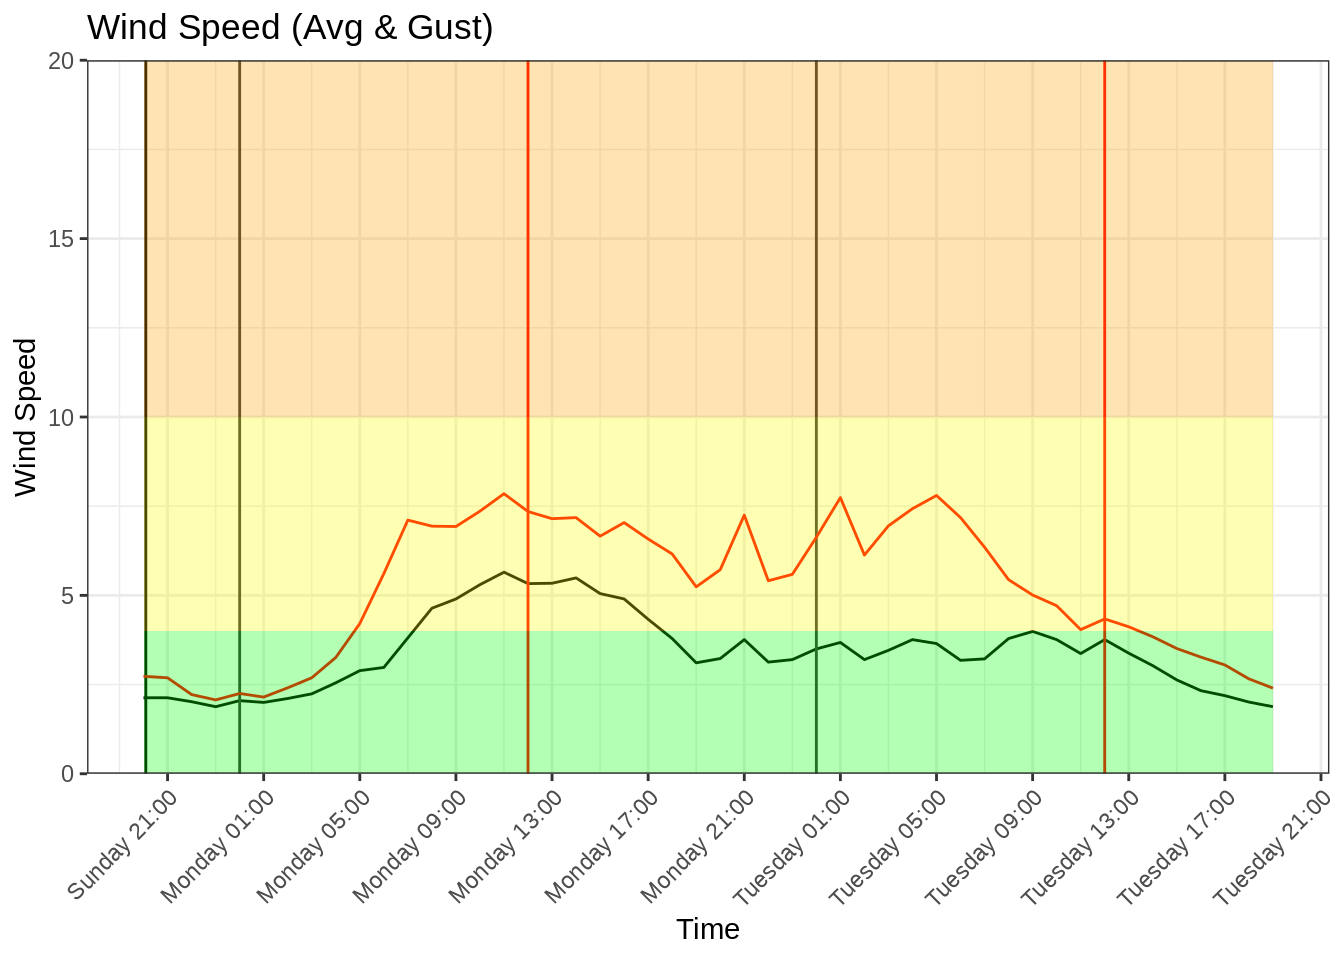 Wind Speed (Avg & Gust)
Wind Speed
20
15
10
5
0
Sunday 21:00
Monday 01:00
Monday 05:00
Monday 09:00
Monday 13:00
Monday 17:00
Monday 21:00
Tuesday 01:00
Tuesday 05:00
Tuesday 09:00
Tuesday 13:00
Tuesday 17:00
Tuesday 21:00
Time